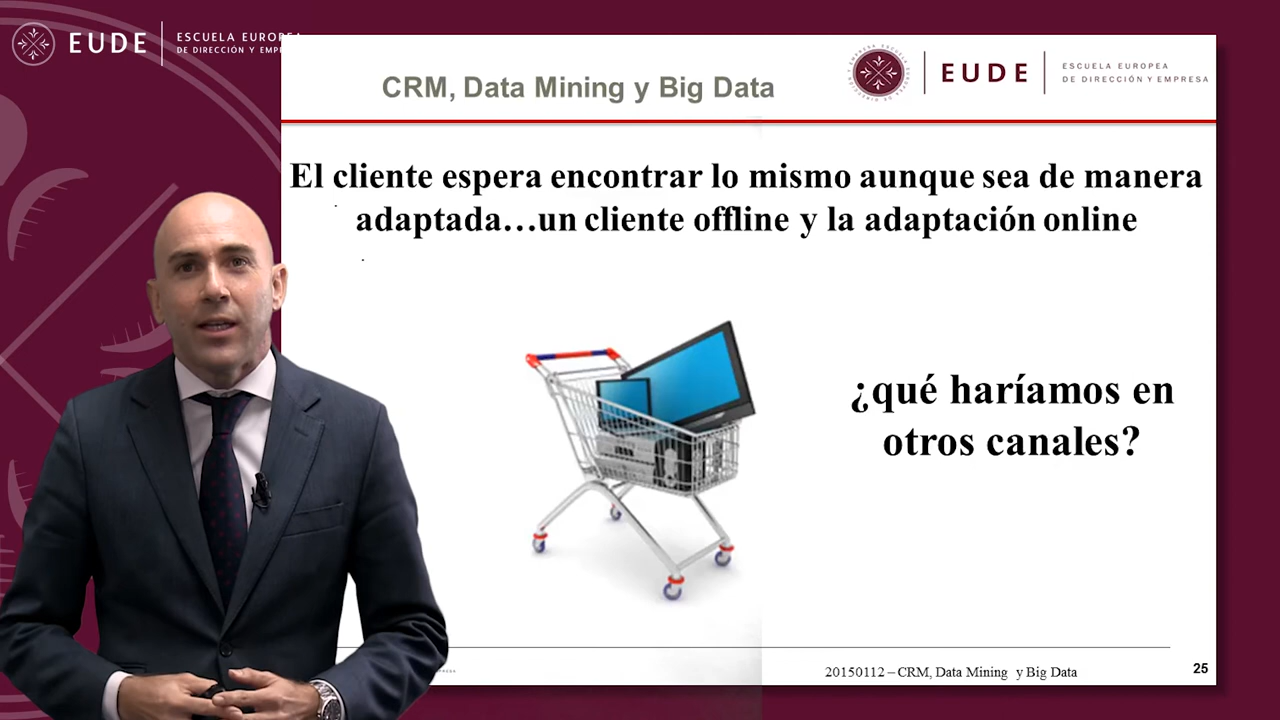 EUDE
ESCUELA EUROPEA
DE DIRECCIÓN Y
CRM, Data Mining y Big Data
EUDE
ESCUELA EUROPEA
DE DIRECCIÓN Y EMPRESA
El cliente espera encontrar lo mismo aunque sea de manera
adaptada…un cliente offline y la adaptación online
¿qué haríamos en
otros canales?
20150112 – CRM, Data Mining y Big Data
25